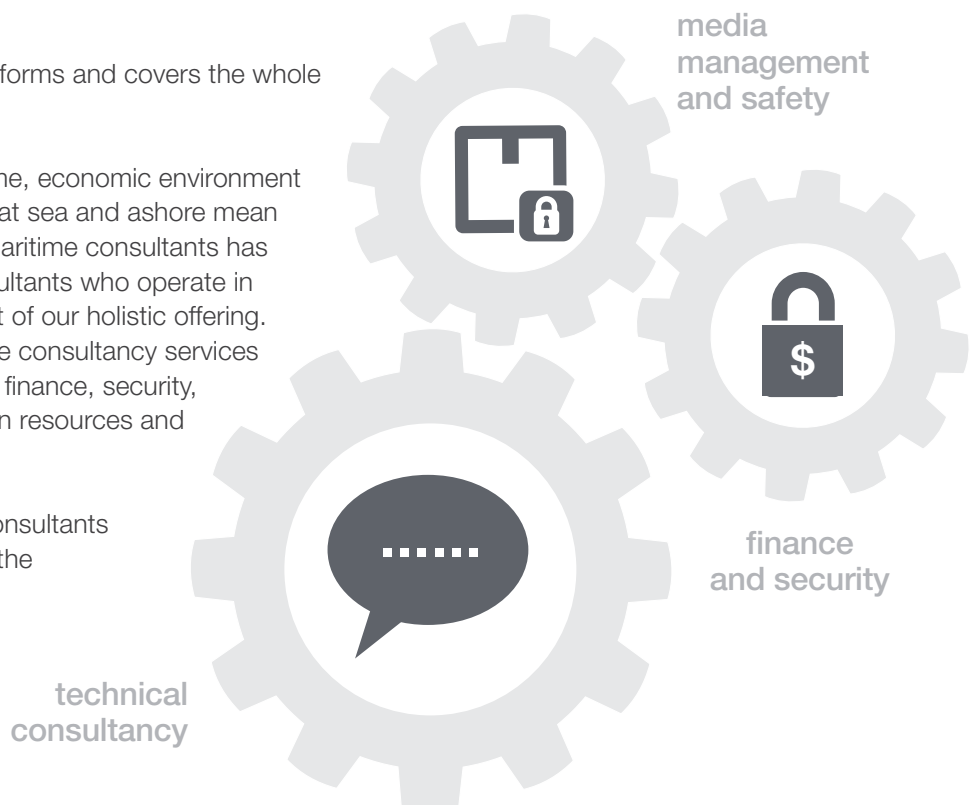 forms and covers the whole
me, economic environment
at sea and ashore mean
aritime consultants has
ultants who operate in
t of our holistic offering.
e consultancy services
finance, security,
n resources and
onsultants
the
media
management
and safety
$
finance
and security
technical
consultancy